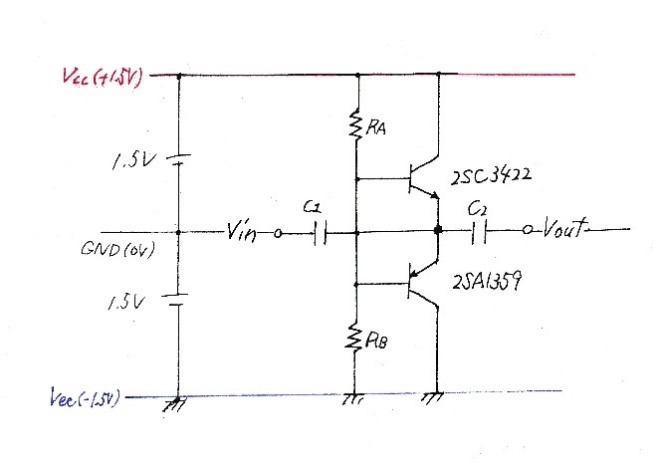 Vcc(+1.5V)
RA
1.5V
2SC3422
C1
C2
Vin
Vout
GND(0V)
1.5V
2SA1359
RB
Vee(-1.5V)